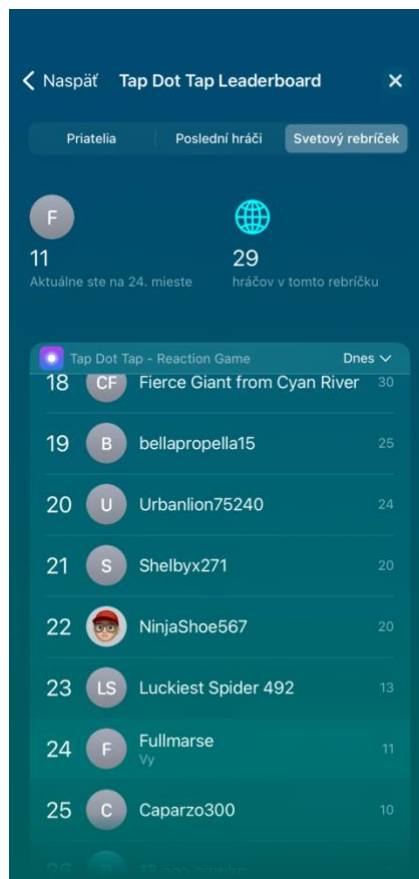 Naspäť Tap Dot Tap Leaderboard
Priatelia Poslední hráči Svetový rebríček
F
11 29
Aktuálne ste na 24. mieste hráčov v tomto rebríčku
Tap Dot Tap - Reaction Game Dnes
18 CF Fierce Giant from Cyan River 30
19 B bellapropella15 25
20 U Urbanlion75240 24
21 S Shelbyx271 20
22 NinjaShoe567 20
23 LS Luckiest Spider 492 13
24 F Fullmarse 11
Vy
25 C Caparzo300 10
26